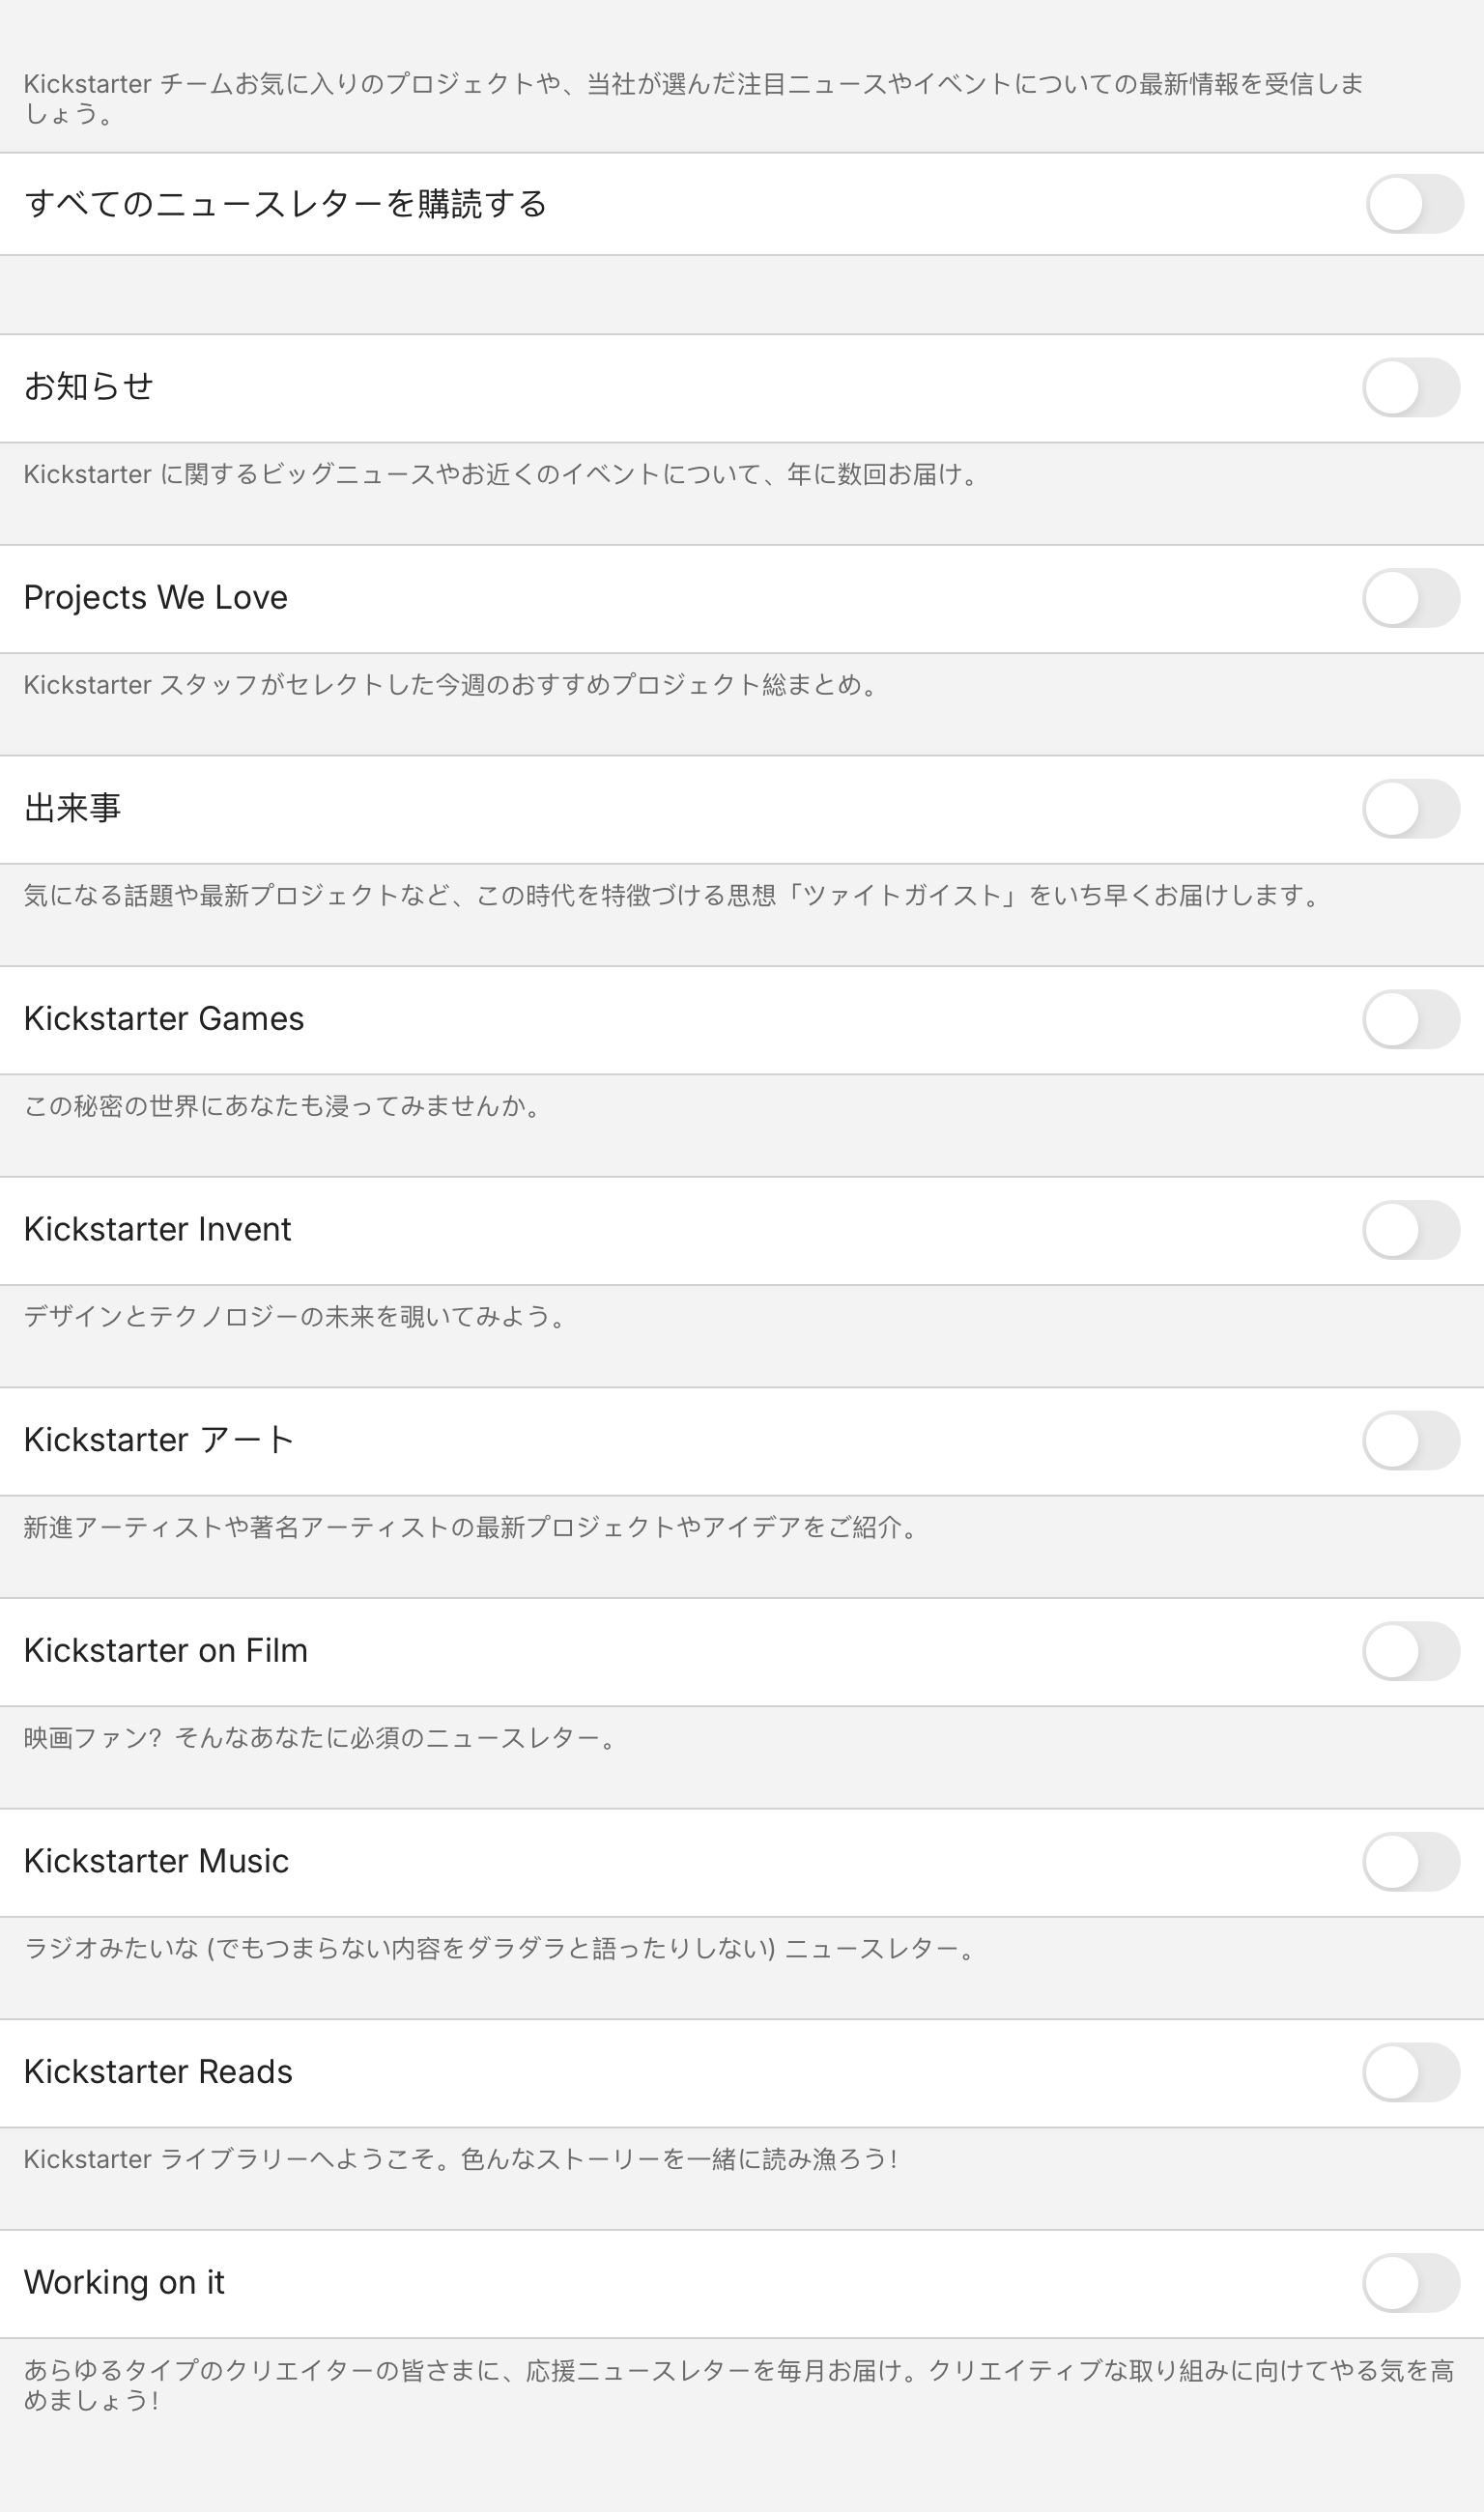 Kickstarter チームお気に入りのプロジェクトや、当社が選んだ注目ニュースやイベントについての最新情報を受信しま
しょう。
すべてのニュースレターを購読する
お知らせ
Kickstarter に関するビッグニュースやお近くのイベントについて、年に数回お届け。
Projects We Love
Kickstarter スタッフがセレクトした今週のおすすめプロジェクト総まとめ。
出来事
気になる話題や最新プロジェクトなど、この時代を特徴づける思想「ツァイトガイスト」をいち早くお届けします。
Kickstarter Games
この秘密の世界にあなたも浸ってみませんか。
Kickstarter Invent
デザインとテクノロジーの未来を覗いてみよう。
Kickstarter アート
新進アーティストや著名アーティストの最新プロジェクトやアイデアをご紹介。
Kickstarter on Film
映画ファン? そんなあなたに必須のニュースレター。
Kickstarter Music
ラジオみたいな (でもつまらない内容をダラダラと語ったりしない) ニュースレター。
Kickstarter Reads
Kickstarter ライブラリーへようこそ。色んなストーリーを一緒に読み漁ろう!
Working on it
あらゆるタイプのクリエイターの皆さまに、応援ニュースレターを毎月お届け。クリエイティブな取り組みに向けてやる気を高
めましょう!